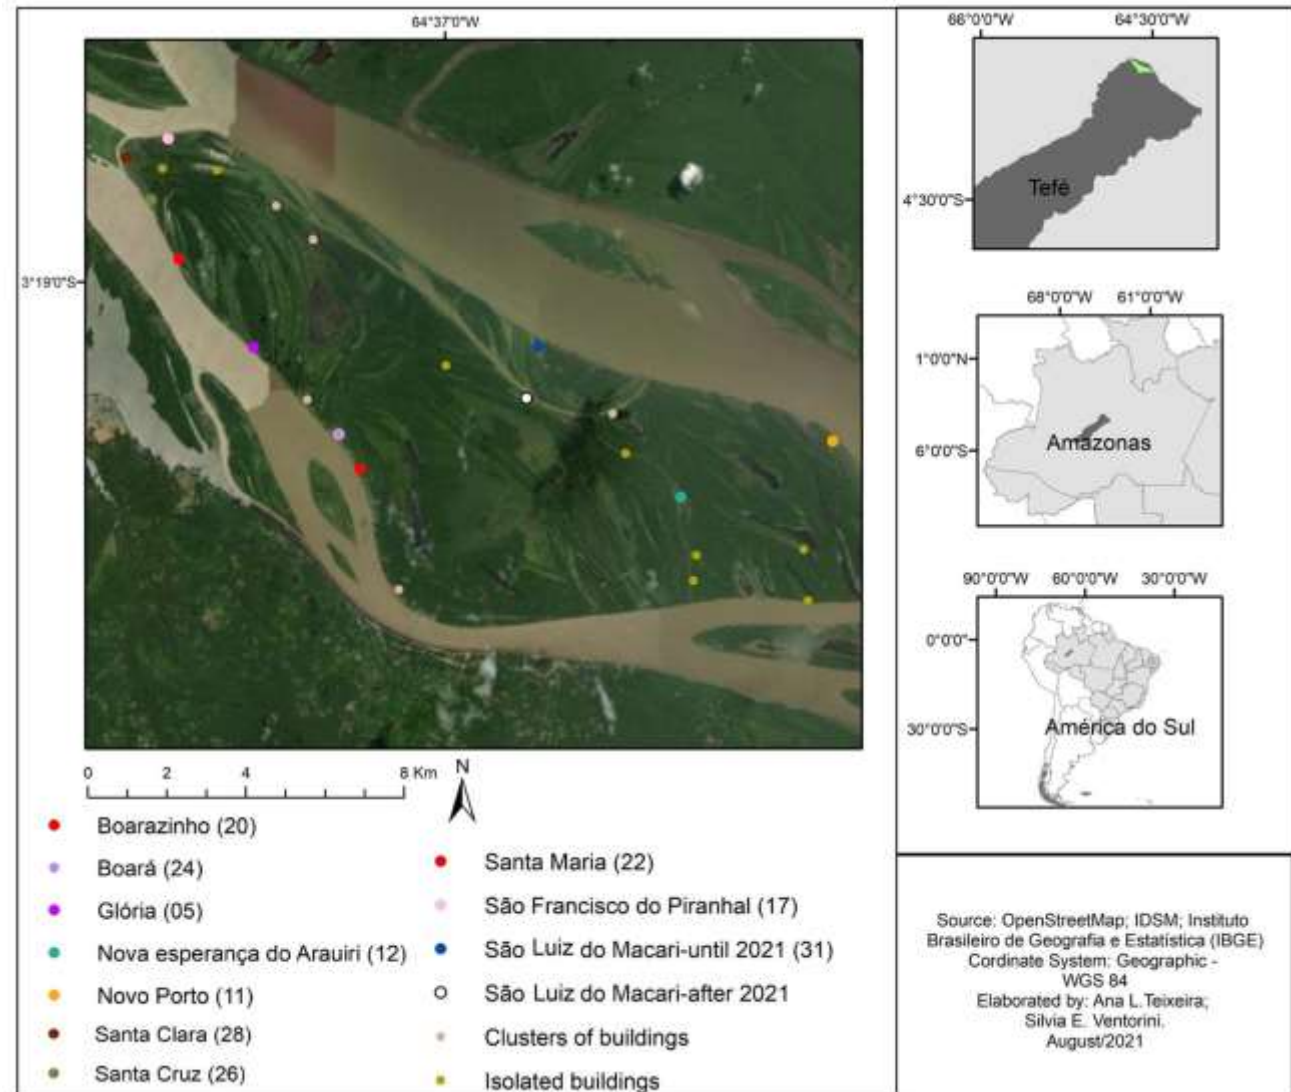 64°37'0"W
3°19'0"S
0 2 4 8 Km
N
Boarazinho (20)
Boará (24)
Glória (05)
Nova esperança do Arauiri (12)
Novo Porto (11)
Santa Clara (28)
Santa Cruz (26)
Santa Maria (22)
São Francisco do Piranhal (17)
São Luiz do Macari-until 2021 (31)
São Luiz do Macari-after 2021
Clusters of buildings
Isolated buildings
66°0'0"W 64°30'0"W
4°30'0"S
Tefé
68°0'0"W 61°0'0"W
1°0'0"N
6°0'0"S
Amazonas
90°0'0"W 60°0'0"W 30°0'0"W
0°0'0"
30°0'0"S
América do Sul
Source: OpenStreetMap; IDSM; Instituto
Brasileiro de Geografia e Estatística (IBGE)
Cordinate System: Geographic -
WGS 84
Elaborated by: Ana L.Teixeira;
Silvia E. Ventorini.
August/2021